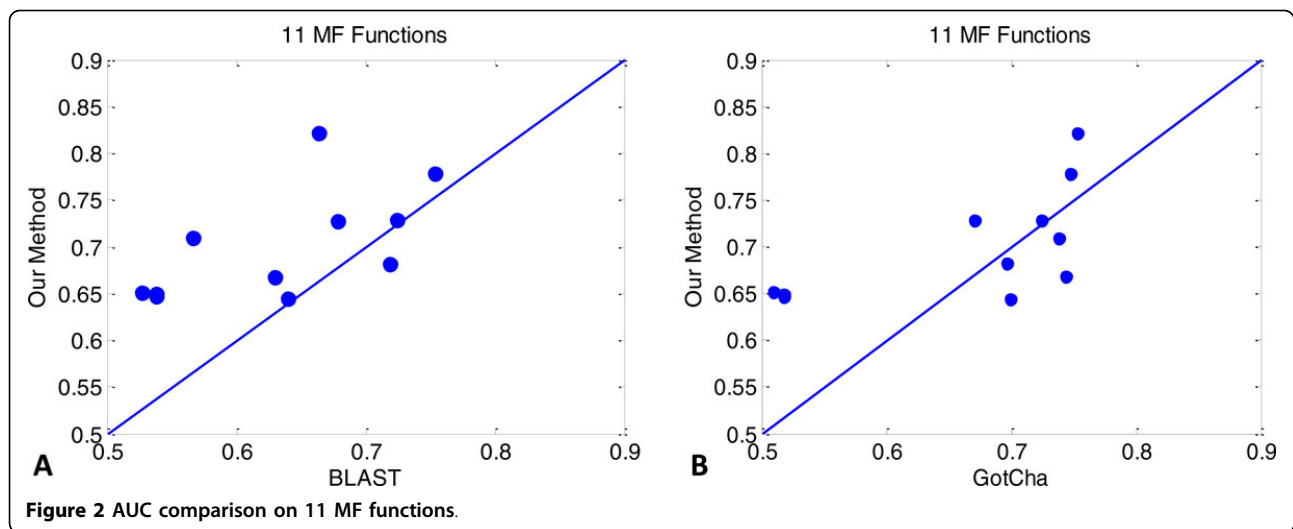 11 MF Functions
0.9
0.85
0.8
0.75
0.7
0.65
0.6
0.55
0.5
Our Method
0.5 0.6 0.7 0.8 0.9
BLAST
A
11 MF Functions
0.9
0.85
0.8
0.75
0.7
0.65
0.6
0.55
0.5
Our Method
0.5 0.6 0.7 0.8 0.9
GotCha
B
Figure 2 AUC comparison on 11 MF functions.